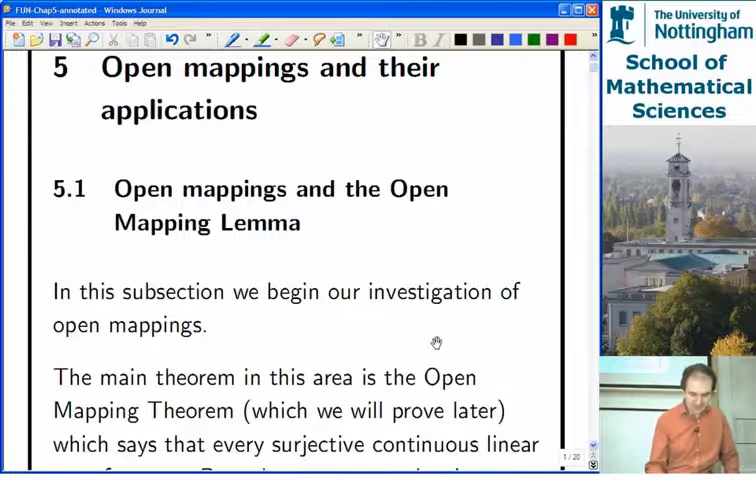 FUN-Chap5-annotated - Windows Journal
File Edit View Insert Actions Tools Help
The University of
Nottingham
School of
Mathematical
Sciences
5 Open mappings and their
applications
5.1 Open mappings and the Open
Mapping Lemma
In this subsection we begin our investigation of
open mappings.
The main theorem in this area is the Open
Mapping Theorem (which we will prove later)
which says that every surjective continuous linear
1 / 20